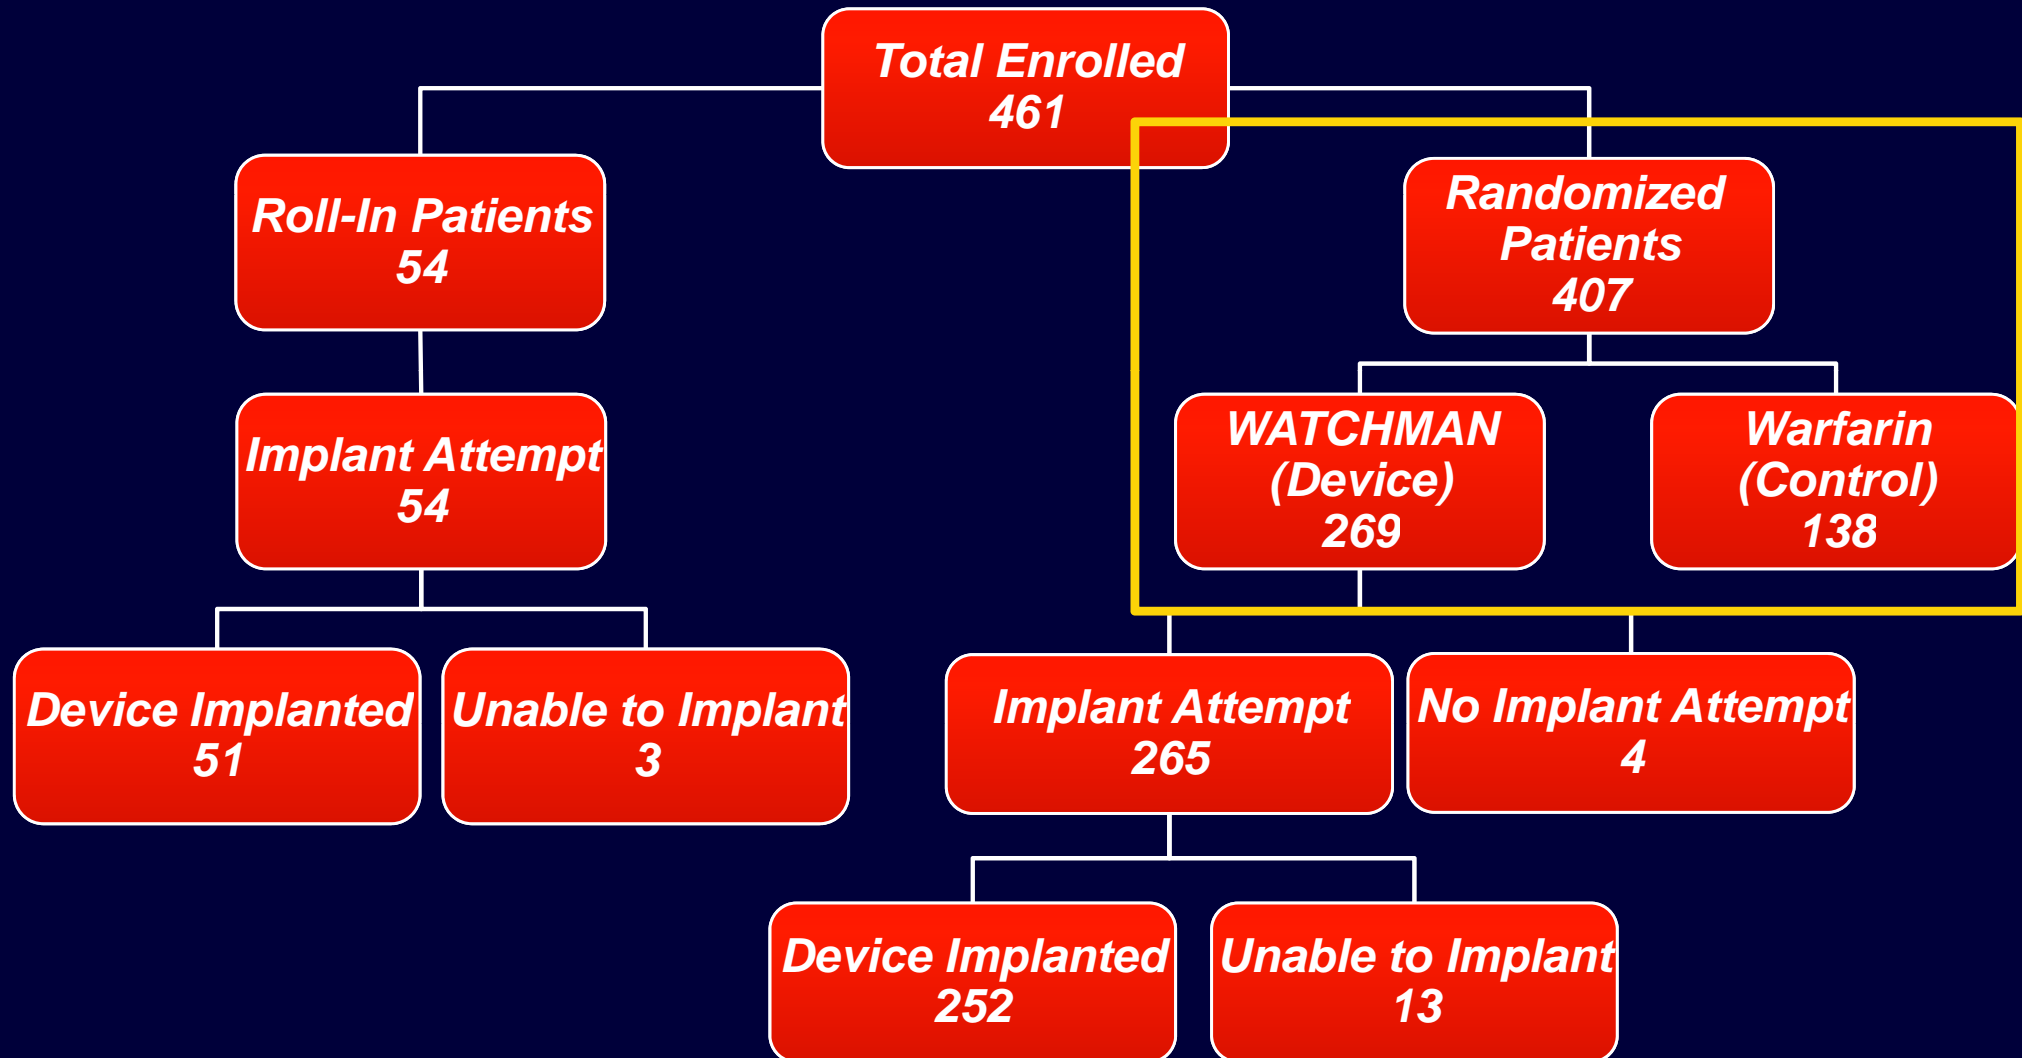 Total Enrolled
461
Roll-In Patients
54
Randomized
Patients
407
Implant Attempt
54
WATCHMAN
(Device)
269
Warfarin
(Control)
138
Device Implanted
51
Unable to Implant
3
Implant Attempt
265
No Implant Attempt
4
Device Implanted
252
Unable to Implant
13